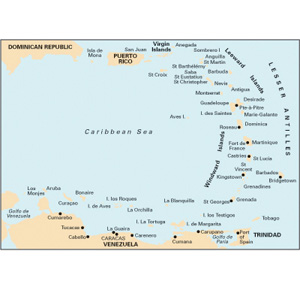 DOMINICAN REPUBLIC
Isla de
Mona
San Juan
PUERTO
RICO
Virgin
Islands
Anegada
Sombrero I
Anguilla
St Martin
St Barthélémy
Saba
Barbuda
St Croix
St Eustatius
St Christopher
Nevis
Antigua
Montserrat
Leeward
Islands
LESSER ANTILLES
Guadeloupe
Desirade
Pte-à-Pitre
I. des Saintes
Marie-Galante
Aves I.
Roseau
Dominica
Caribbean Sea
Windward Islands
Fort de
France
Martinique
Castries
St Lucia
St
Vincent
Kingstown
Barbados
Bridgetown
Grenadines
Los
Monjes
Aruba
Curaçao
Bonaire
I. de Aves
I. los Roques
La Orchilla
La Blanquilla
I. los Hermanos
St Georges
Grenada
Golfo de
Venezuela
I. los Testigos
Cumarebo
I. La Tortuga
I. de Margarita
Tobago
Tucacas
La Guaira
Cabello
CARACAS
Carenero
VENEZUELA
Cumana
Carupano
Golfo de
Paria
Port
of
Spain
TRINIDAD